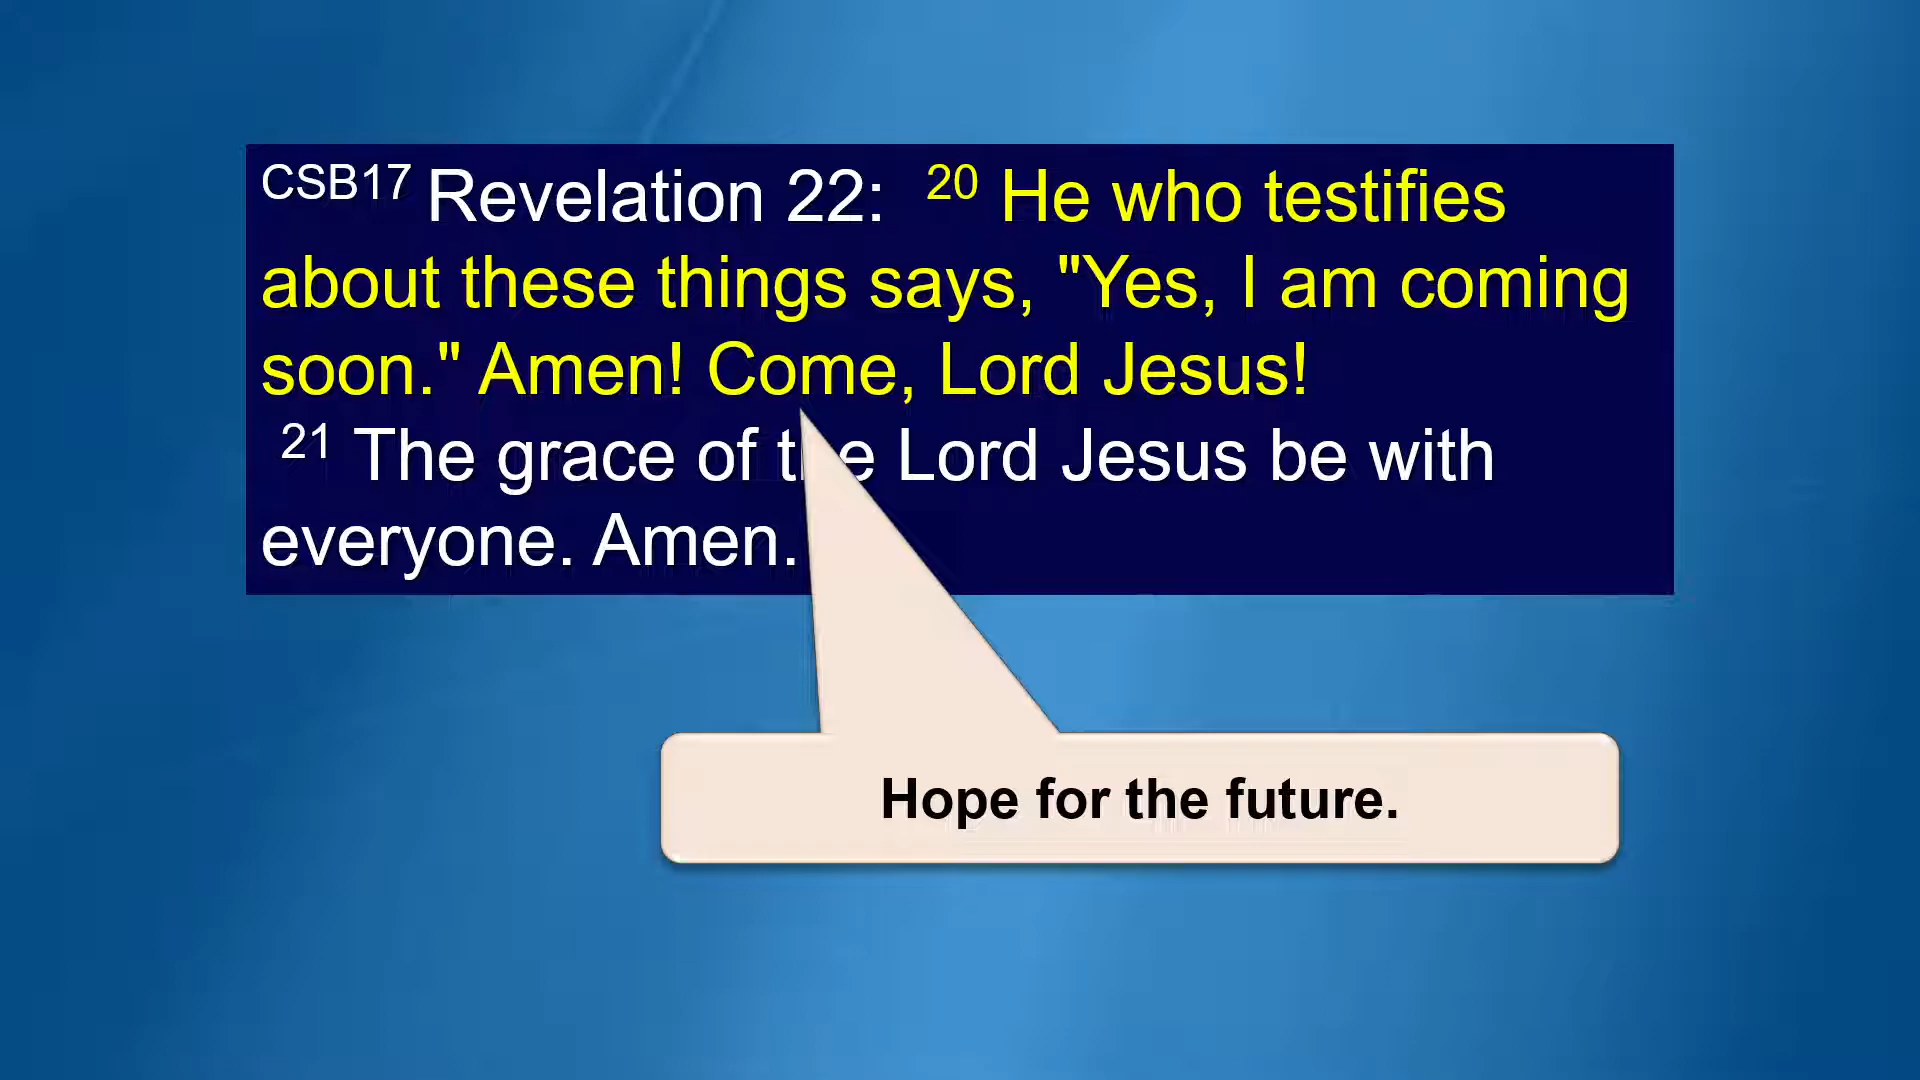 CSB17 Revelation 22: 20 He who testifies
about these things says, "Yes, I am coming
soon." Amen! Come, Lord Jesus!
21 The grace of the Lord Jesus be with
everyone. Amen.
Hope for the future.